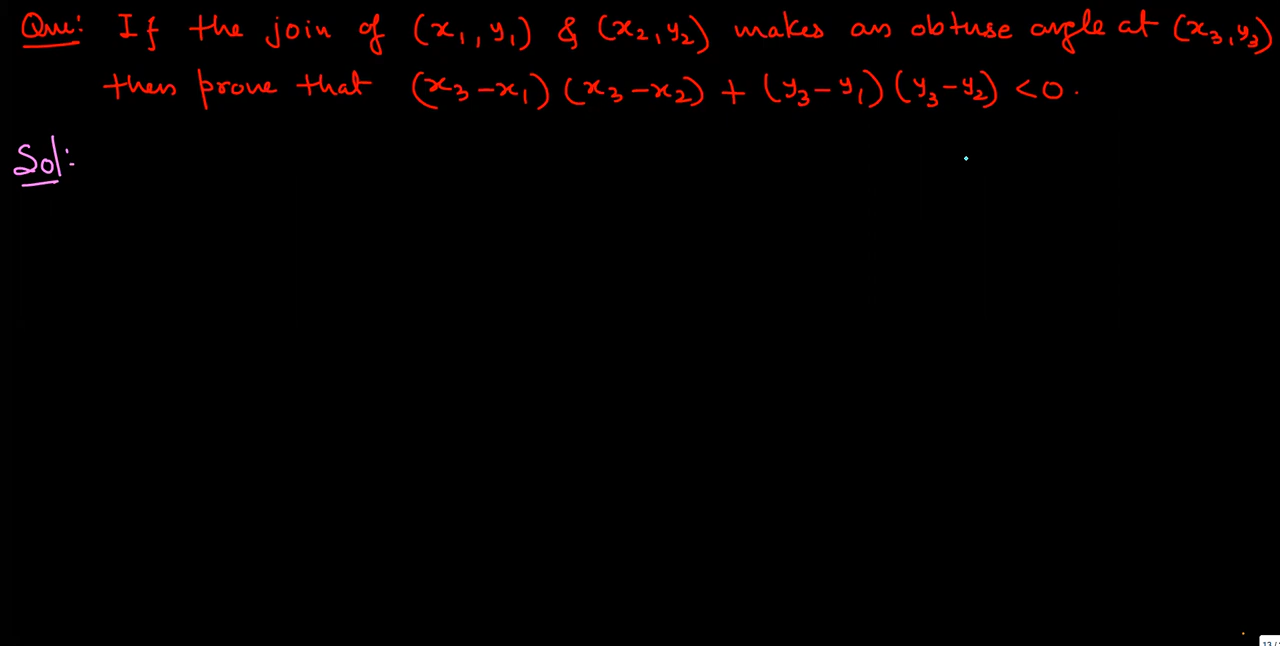 Que: If the join of (x₁, y₁) & (x₂, y₂) makes an obtuse angle at (x₃, y₃)
then prove that (x₃-x₁) (x₃-x₂) + (y₃-y₁) (y₃-y₂) <0.
Sol: